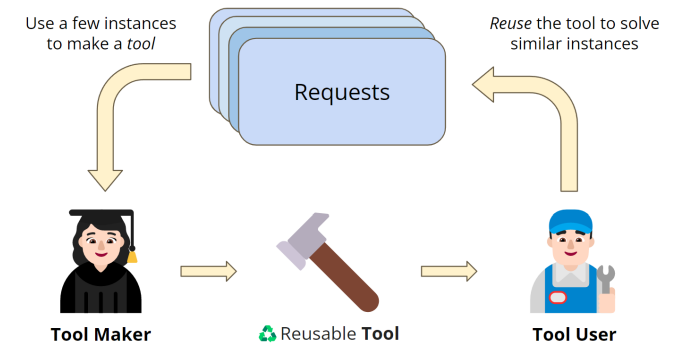 Use a few instances
to make a tool
Reuse the tool to solve
similar instances
Requests
Tool Maker
♻ Reusable Tool
Tool User